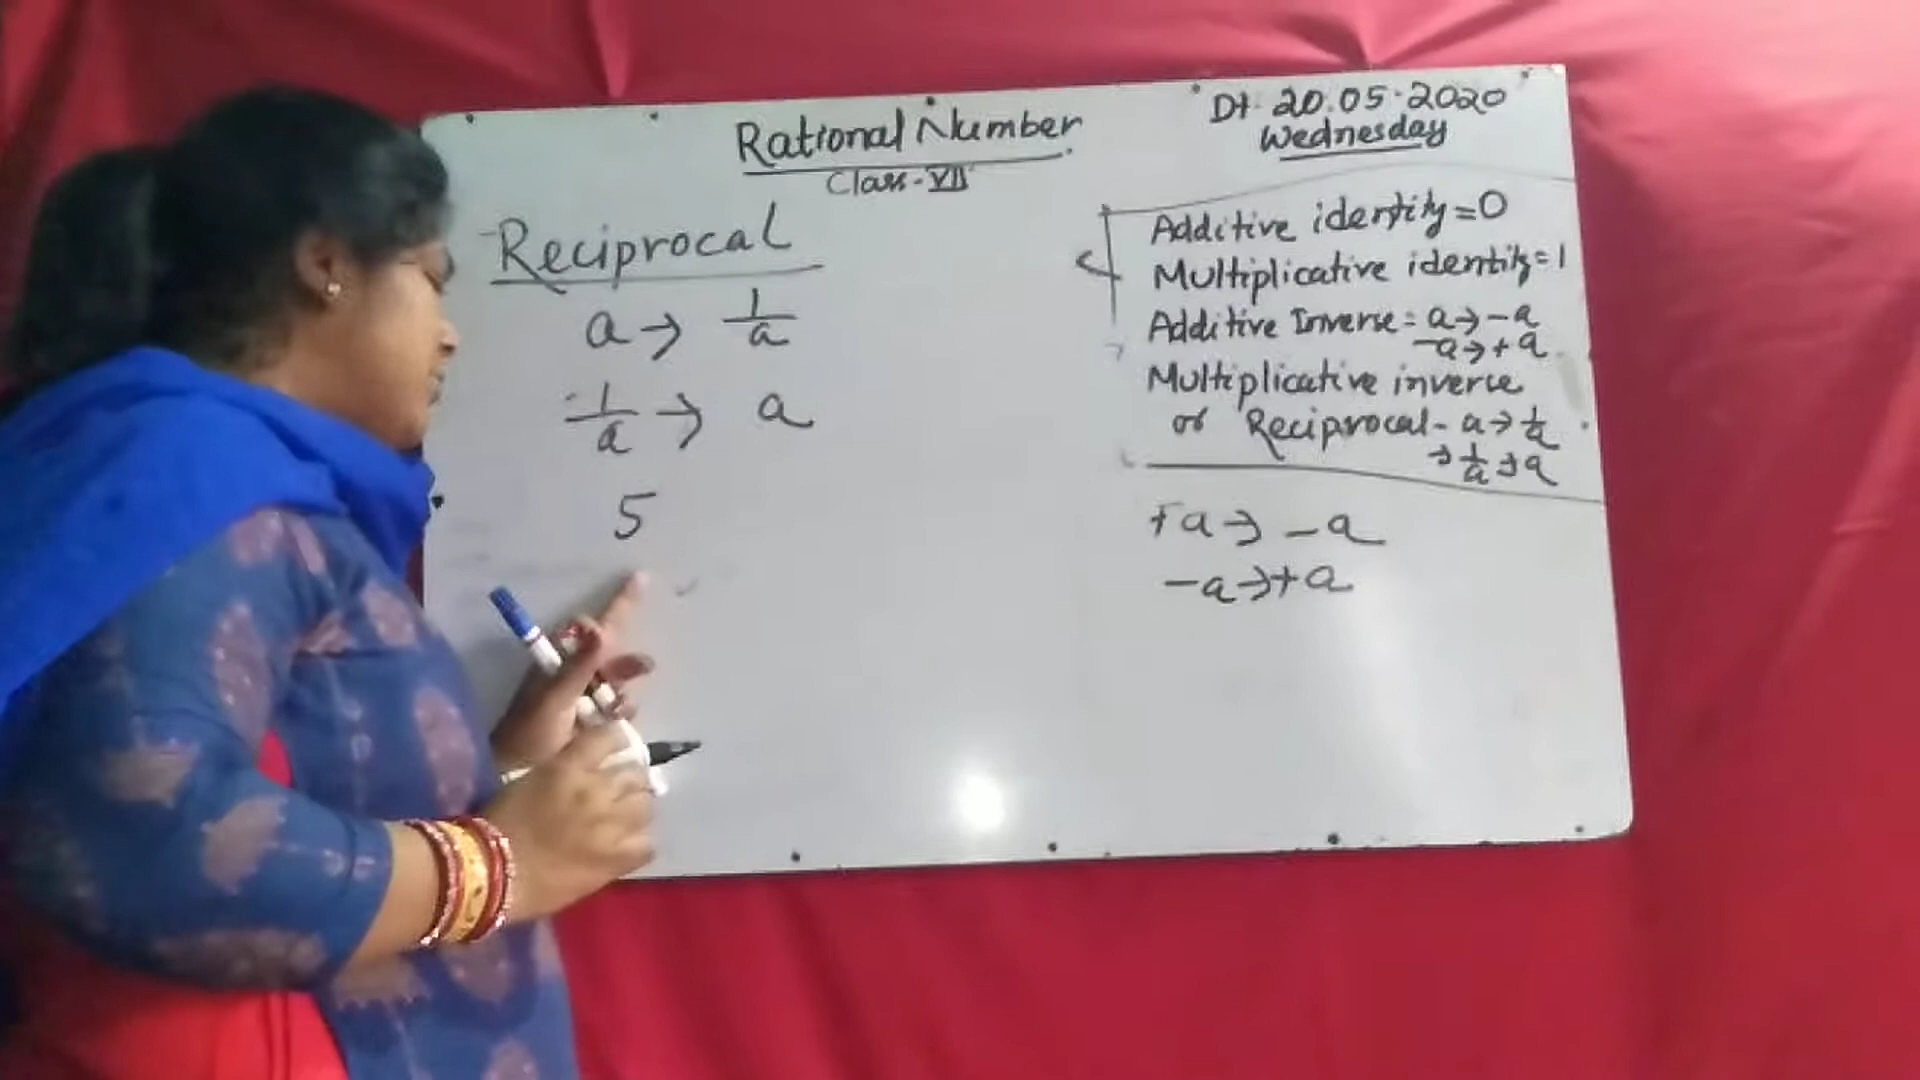 Rational Number
Class-VII
Dt. 20.05.2020
Wednesday
Reciprocal
a → 1/a
1/a → a
5
Additive identity = 0
Multiplicative identity = 1
Additive Inverse = a → -a
-a → +a
Multiplicative inverse
or Reciprocal - a → 1/a
→ 1/a → a
+a → -a
-a → +a